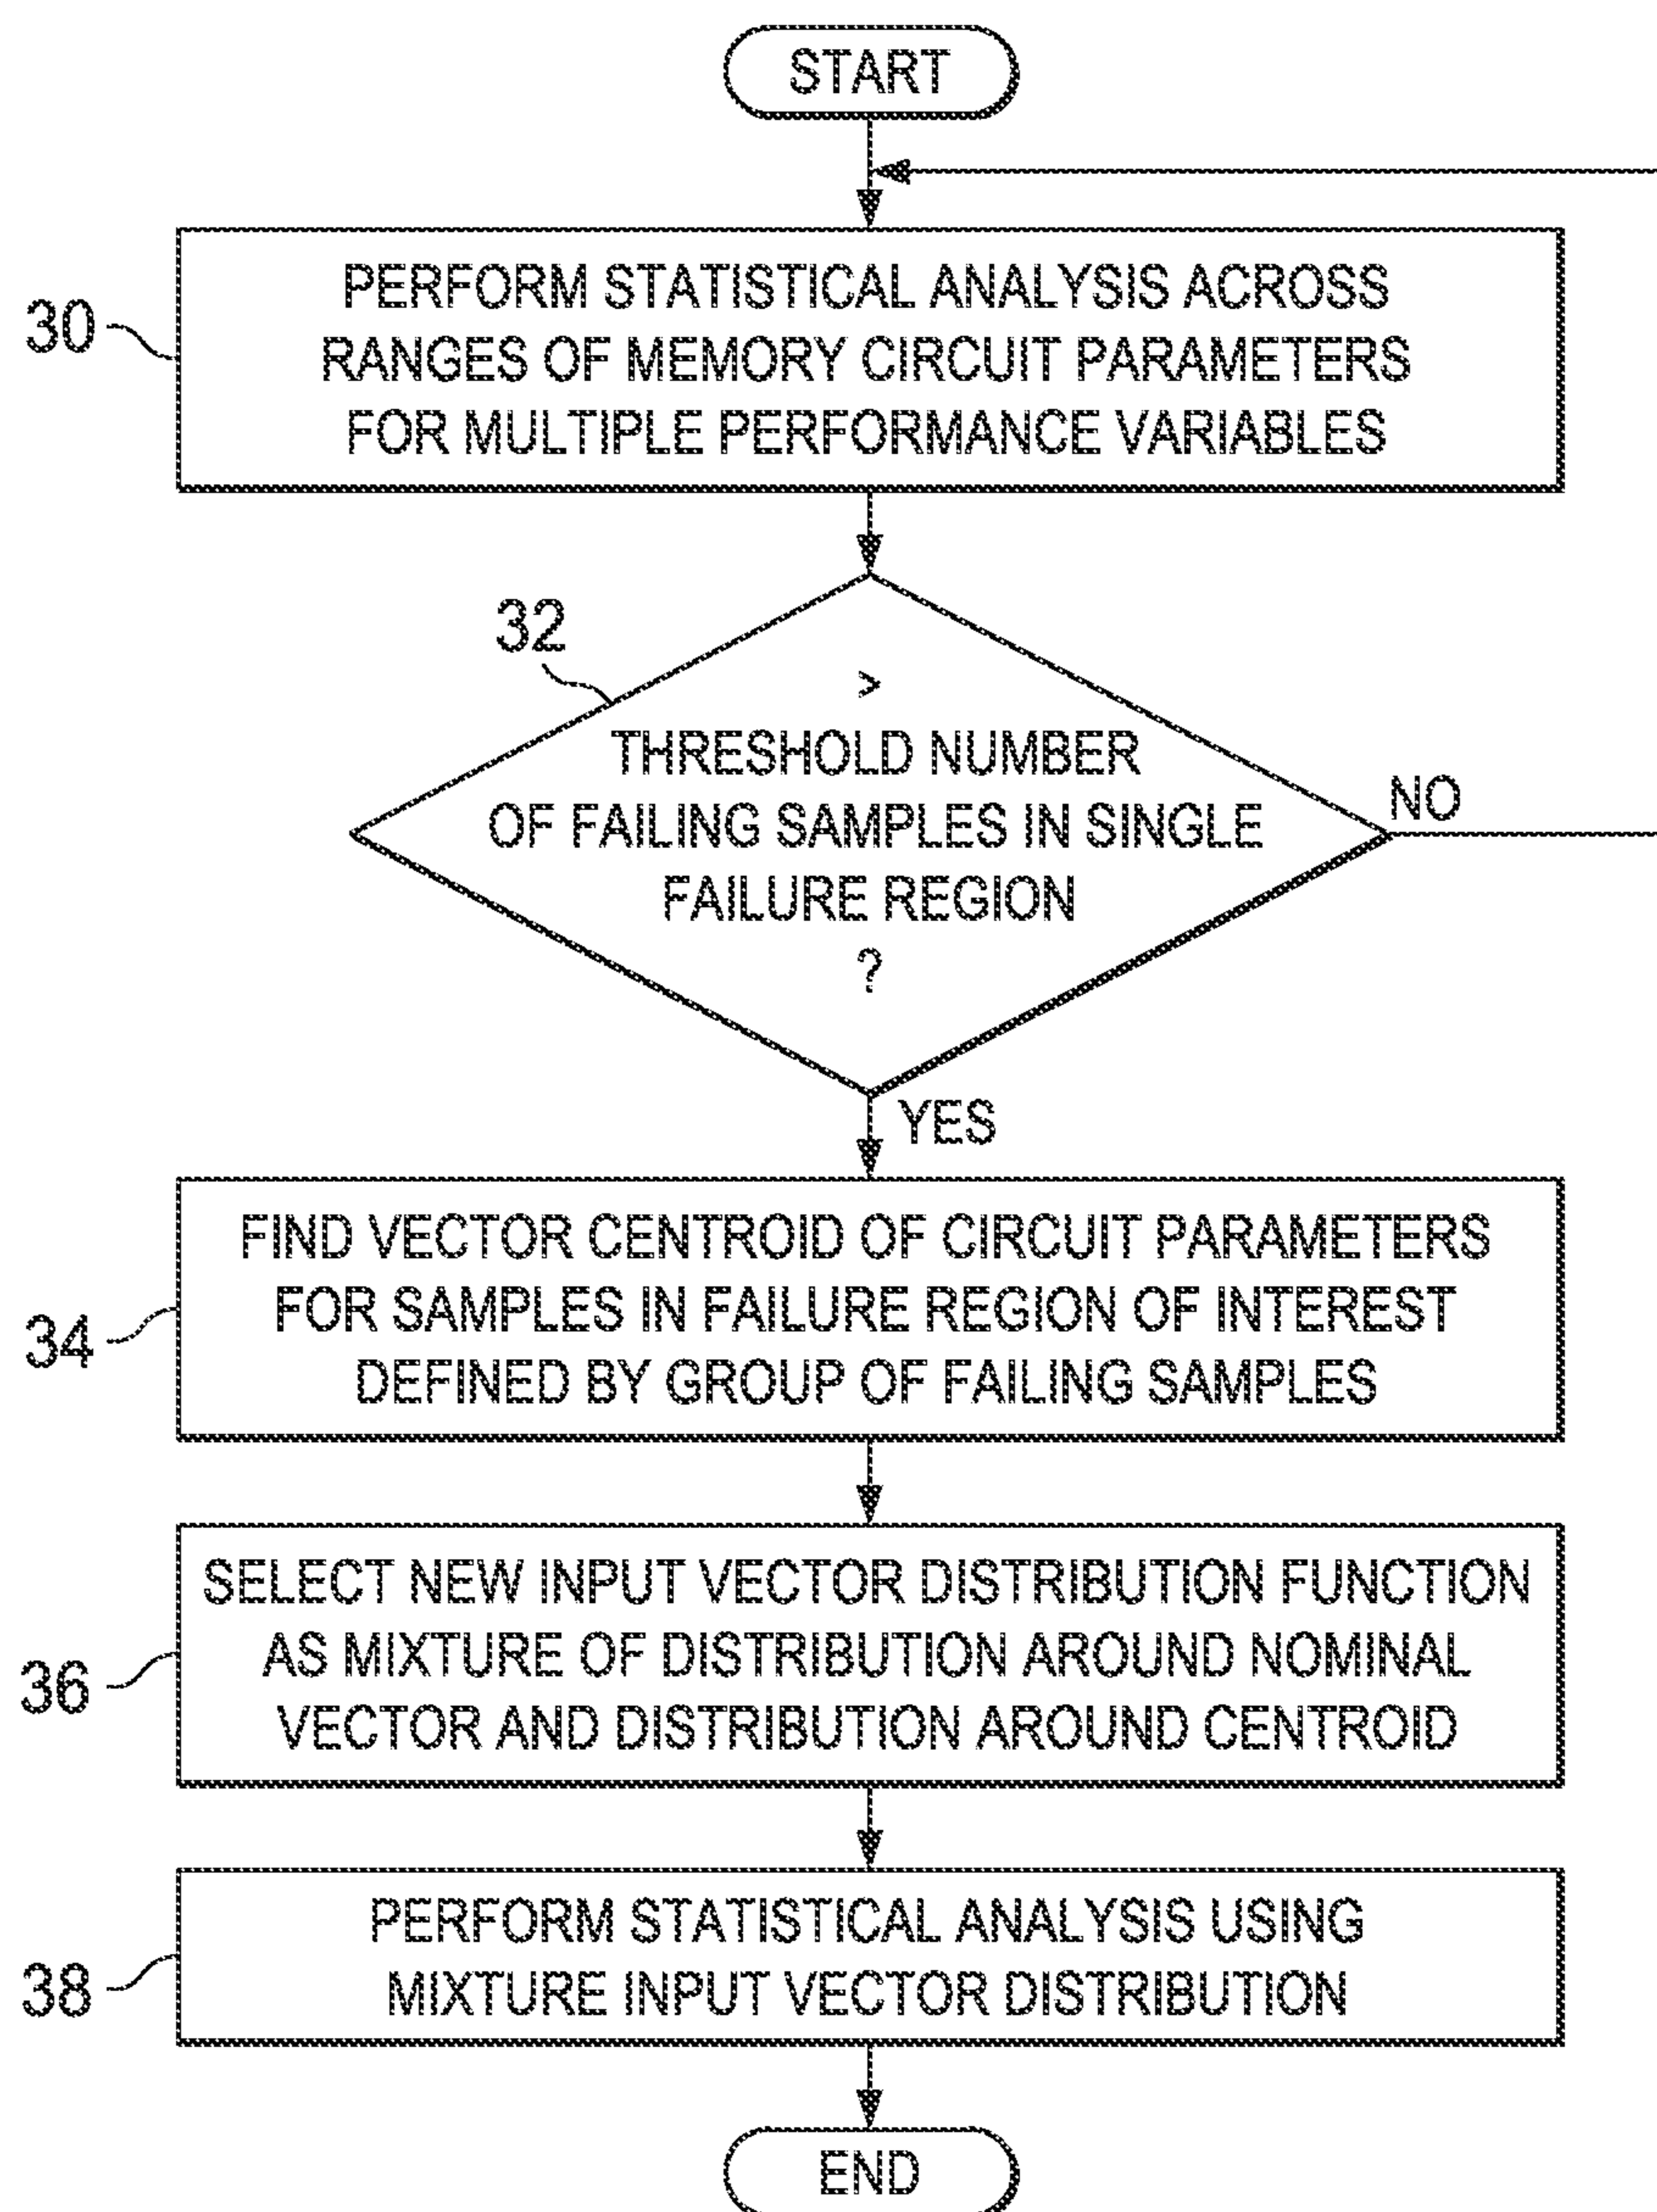 START
30
PERFORM STATISTICAL ANALYSIS ACROSS
RANGES OF MEMORY CIRCUIT PARAMETERS
FOR MULTIPLE PERFORMANCE VARIABLES
32
>
THRESHOLD NUMBER
OF FAILING SAMPLES IN SINGLE
FAILURE REGION
?
NO
YES
34
FIND VECTOR CENTROID OF CIRCUIT PARAMETERS
FOR SAMPLES IN FAILURE REGION OF INTEREST
DEFINED BY GROUP OF FAILING SAMPLES
36
SELECT NEW INPUT VECTOR DISTRIBUTION FUNCTION
AS MIXTURE OF DISTRIBUTION AROUND NOMINAL
VECTOR AND DISTRIBUTION AROUND CENTROID
38
PERFORM STATISTICAL ANALYSIS USING
MIXTURE INPUT VECTOR DISTRIBUTION
END